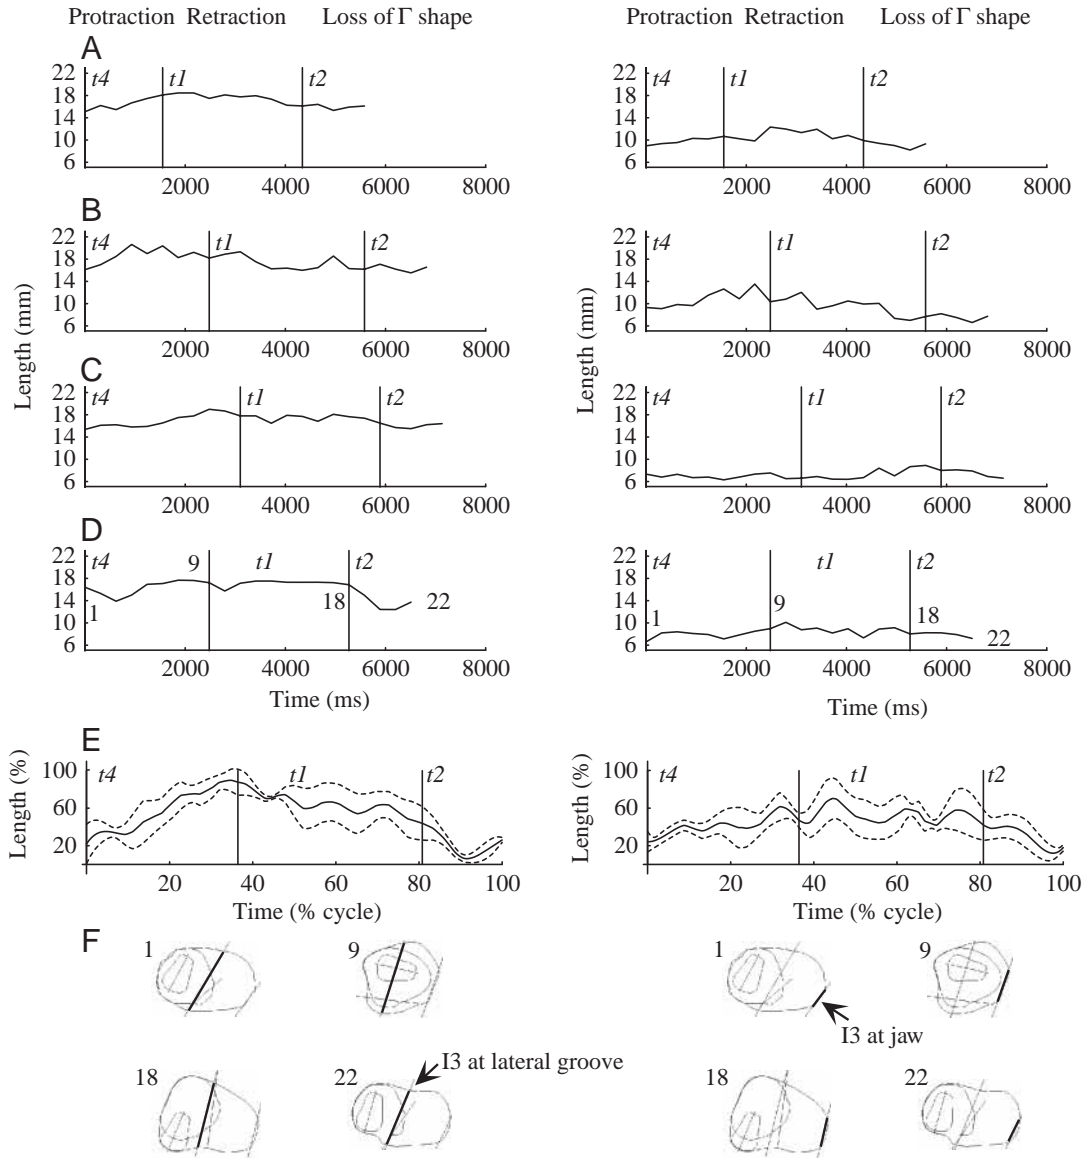 Protraction Retraction Loss of Γ shape Protraction Retraction Loss of Γ shape
A
22 t4 t1 t2 22 t4 t1 t2
18 18
14 14
10 10
6 6
2000 4000 6000 8000 2000 4000 6000 8000
B
22 t4 t1 t2 22 t4 t1 t2
18 18
14 14
10 10
6 6
2000 4000 6000 8000 2000 4000 6000 8000
Length (mm) Length (mm)
C
22 t4 t1 t2 22 t4 t1 t2
18 18
14 14
10 10
6 6
2000 4000 6000 8000 2000 4000 6000 8000
D
22 t4 9 t1 t2 22 t4 t1 t2
18 18
14 1 18 22 14
10 10 1 9 18
6 6 22
2000 4000 6000 8000 2000 4000 6000 8000
Time (ms) Time (ms)
E
100 t4 t1 t2 100 t4 t1 t2
60 60
20 20
Length (%) Length (%)
0 20 40 60 80 100 0 20 40 60 80 100
Time (% cycle) Time (% cycle)
F
1 9 1 9
I3 at jaw
I3 at lateral groove
18 22 18 22